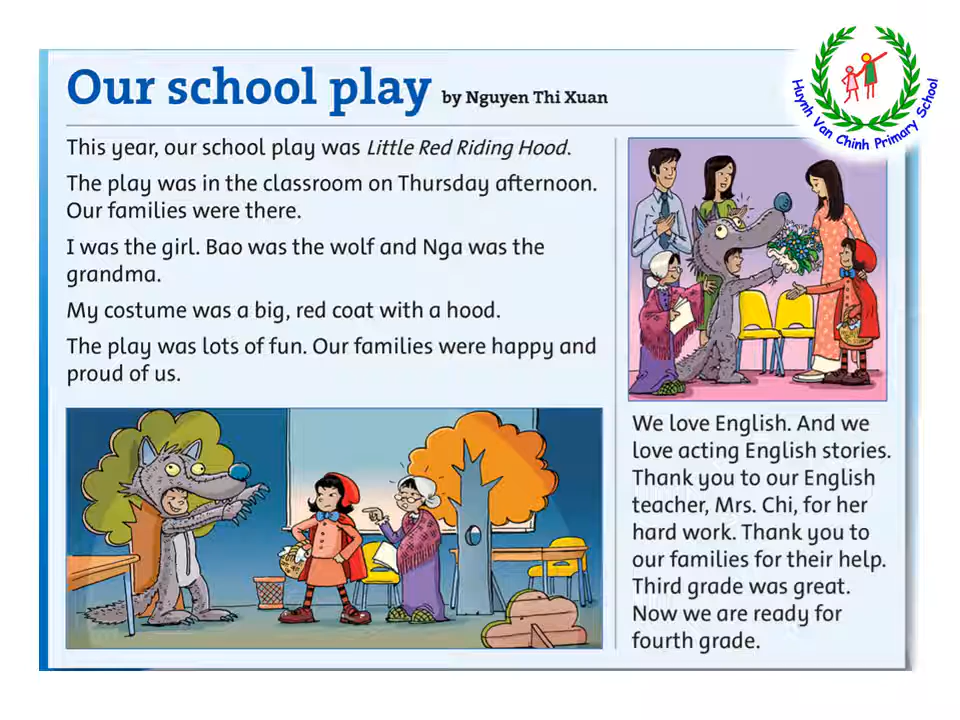 Our school play by Nguyen Thi Xuan
This year, our school play was Little Red Riding Hood.
The play was in the classroom on Thursday afternoon.
Our families were there.
I was the girl. Bao was the wolf and Nga was the
grandma.
My costume was a big, red coat with a hood.
The play was lots of fun. Our families were happy and
proud of us.
We love English. And we
love acting English stories.
Thank you to our English
teacher, Mrs. Chi, for her
hard work. Thank you to
our families for their help.
Third grade was great.
Now we are ready for
fourth grade.
Huynh Van Chinh Primary School